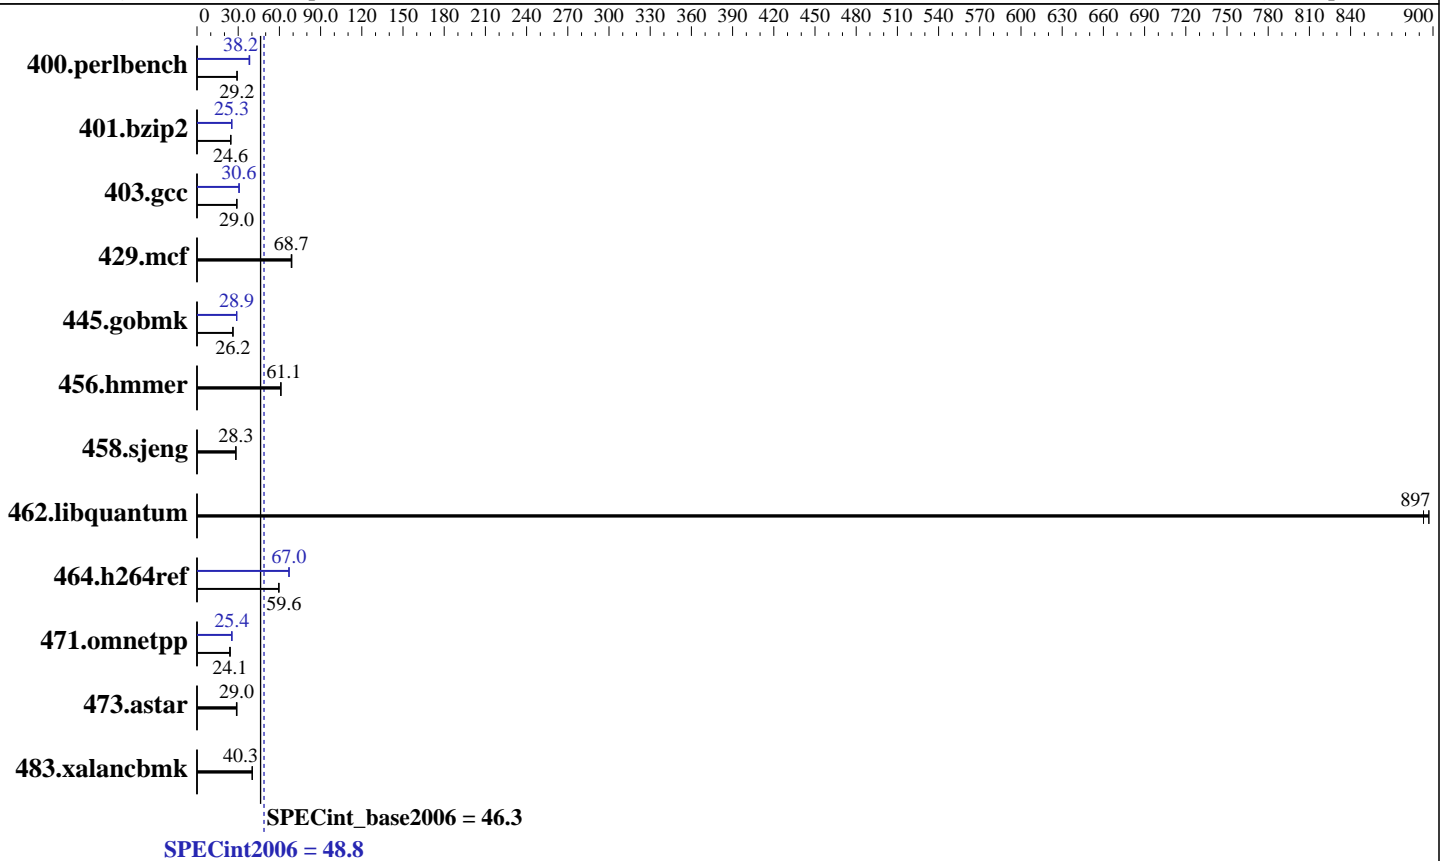 0 30.0 60.0 90.0 120 150 180 210 240 270 300 330 360 390 420 450 480 510 540 570 600 630 660 690 720 750 780 810 840 900
38.2
400.perlbench
29.2
25.3
401.bzip2
24.6
30.6
403.gcc
29.0
68.7
429.mcf
28.9
445.gobmk
26.2
61.1
456.hmmer
28.3
458.sjeng
897
462.libquantum
67.0
464.h264ref
59.6
25.4
471.omnetpp
24.1
29.0
473.astar
40.3
483.xalancbmk
SPECint_base2006 = 46.3
SPECint2006 = 48.8